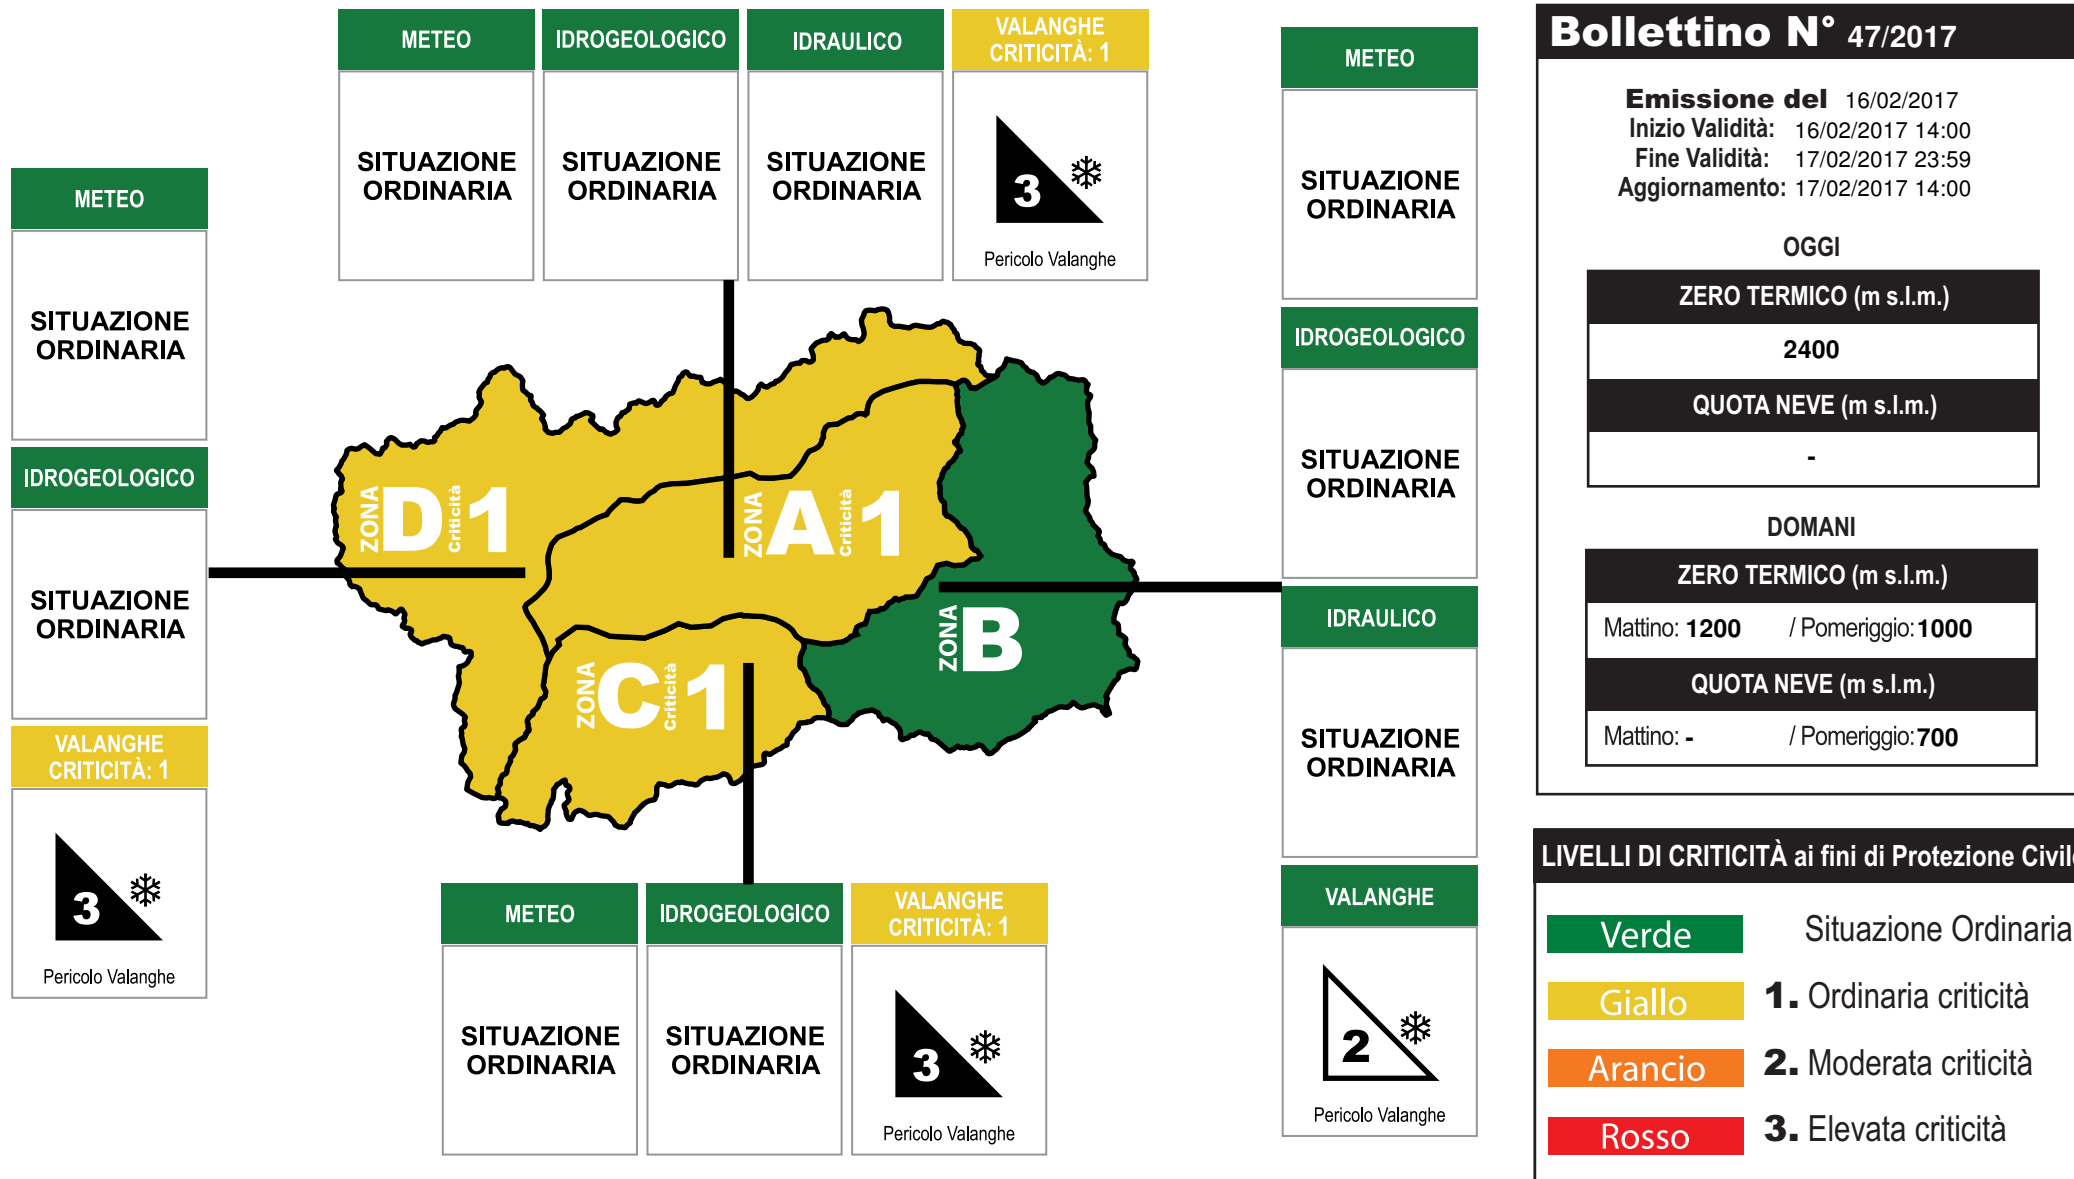 METEO
IDROGEOLOGICO
IDRAULICO
VALANGHE
CRITICITÀ: 1
SITUAZIONE
ORDINARIA
SITUAZIONE
ORDINARIA
SITUAZIONE
ORDINARIA
3
Pericolo Valanghe
METEO
SITUAZIONE
ORDINARIA
IDROGEOLOGICO
SITUAZIONE
ORDINARIA
VALANGHE
CRITICITÀ: 1
3
Pericolo Valanghe
ZONA D Criticità 1
ZONA A Criticità 1
ZONA C Criticità 1
ZONA B
METEO
IDROGEOLOGICO
VALANGHE
CRITICITÀ: 1
SITUAZIONE
ORDINARIA
SITUAZIONE
ORDINARIA
3
Pericolo Valanghe
METEO
SITUAZIONE
ORDINARIA
IDROGEOLOGICO
SITUAZIONE
ORDINARIA
IDRAULICO
SITUAZIONE
ORDINARIA
VALANGHE
2
Pericolo Valanghe
Bollettino N° 47/2017
Emissione del 16/02/2017
Inizio Validità: 16/02/2017 14:00
Fine Validità: 17/02/2017 23:59
Aggiornamento: 17/02/2017 14:00
OGGI
ZERO TERMICO (m s.l.m.)
2400
QUOTA NEVE (m s.l.m.)
-
DOMANI
ZERO TERMICO (m s.l.m.)
Mattino: 1200 / Pomeriggio: 1000
QUOTA NEVE (m s.l.m.)
Mattino: - / Pomeriggio: 700
LIVELLI DI CRITICITÀ ai fini di Protezione Civile
Verde Situazione Ordinaria
Giallo 1. Ordinaria criticità
Arancio 2. Moderata criticità
Rosso 3. Elevata criticità